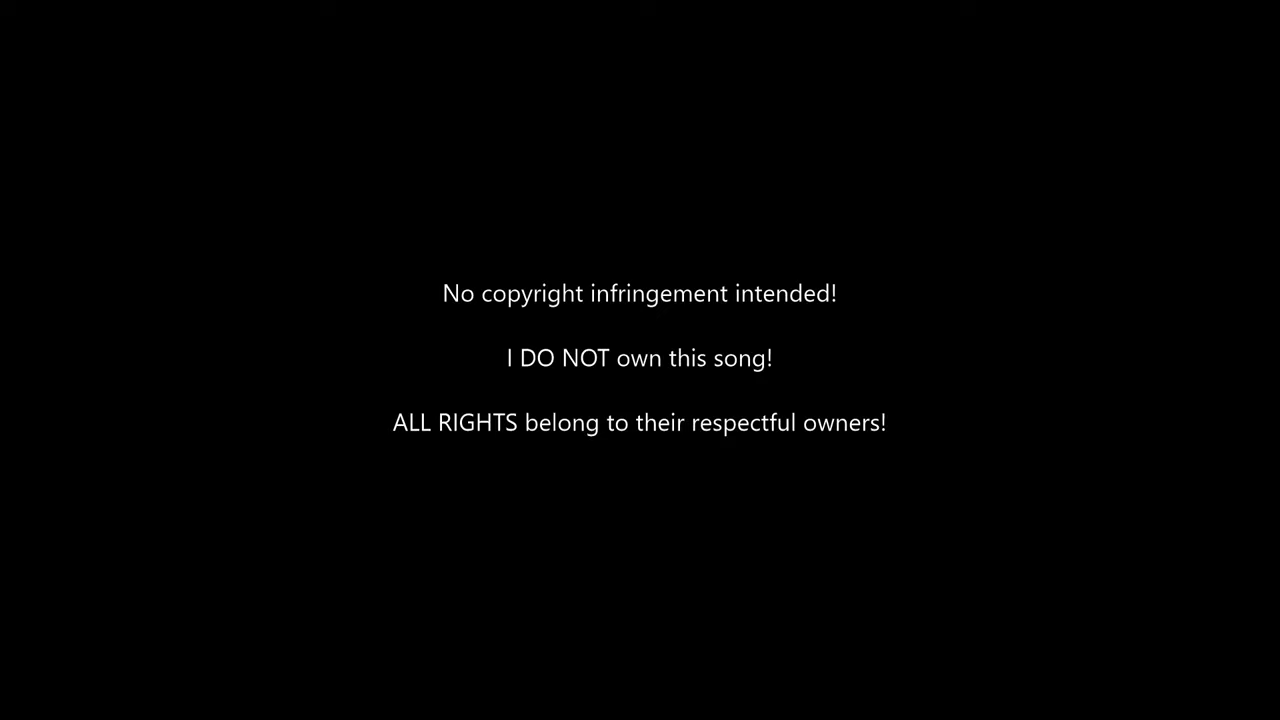 No copyright infringement intended!
I DO NOT own this song!
ALL RIGHTS belong to their respectful owners!